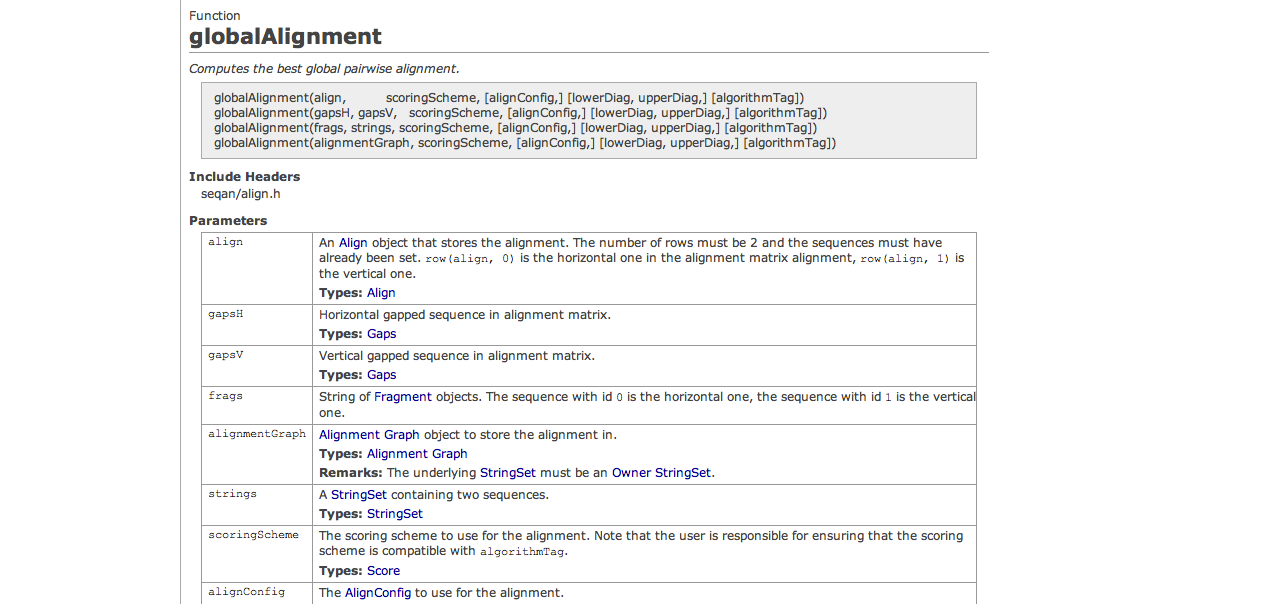 Function
globalAlignment
Computes the best global pairwise alignment.
globalAlignment(align, scoringScheme, [alignConfig,] [lowerDiag, upperDiag,] [algorithmTag])
globalAlignment(gapsH, gapsV, scoringScheme, [alignConfig,] [lowerDiag, upperDiag,] [algorithmTag])
globalAlignment(frags, strings, scoringScheme, [alignConfig,] [lowerDiag, upperDiag,] [algorithmTag])
globalAlignment(alignmentGraph, scoringScheme, [alignConfig,] [lowerDiag, upperDiag,] [algorithmTag])
Include Headers
seqan/align.h
Parameters
align
An Align object that stores the alignment. The number of rows must be 2 and the sequences must have
already been set. row(align, 0) is the horizontal one in the alignment matrix alignment, row(align, 1) is
the vertical one.
Types: Align
gapsH
Horizontal gapped sequence in alignment matrix.
Types: Gaps
gapsV
Vertical gapped sequence in alignment matrix.
Types: Gaps
frags
String of Fragment objects. The sequence with id 0 is the horizontal one, the sequence with id 1 is the vertical
one.
alignmentGraph
Alignment Graph object to store the alignment in.
Types: Alignment Graph
Remarks: The underlying StringSet must be an Owner StringSet.
strings
A StringSet containing two sequences.
Types: StringSet
scoringScheme
The scoring scheme to use for the alignment. Note that the user is responsible for ensuring that the scoring
scheme is compatible with algorithmTag.
Types: Score
alignConfig
The AlignConfig to use for the alignment.